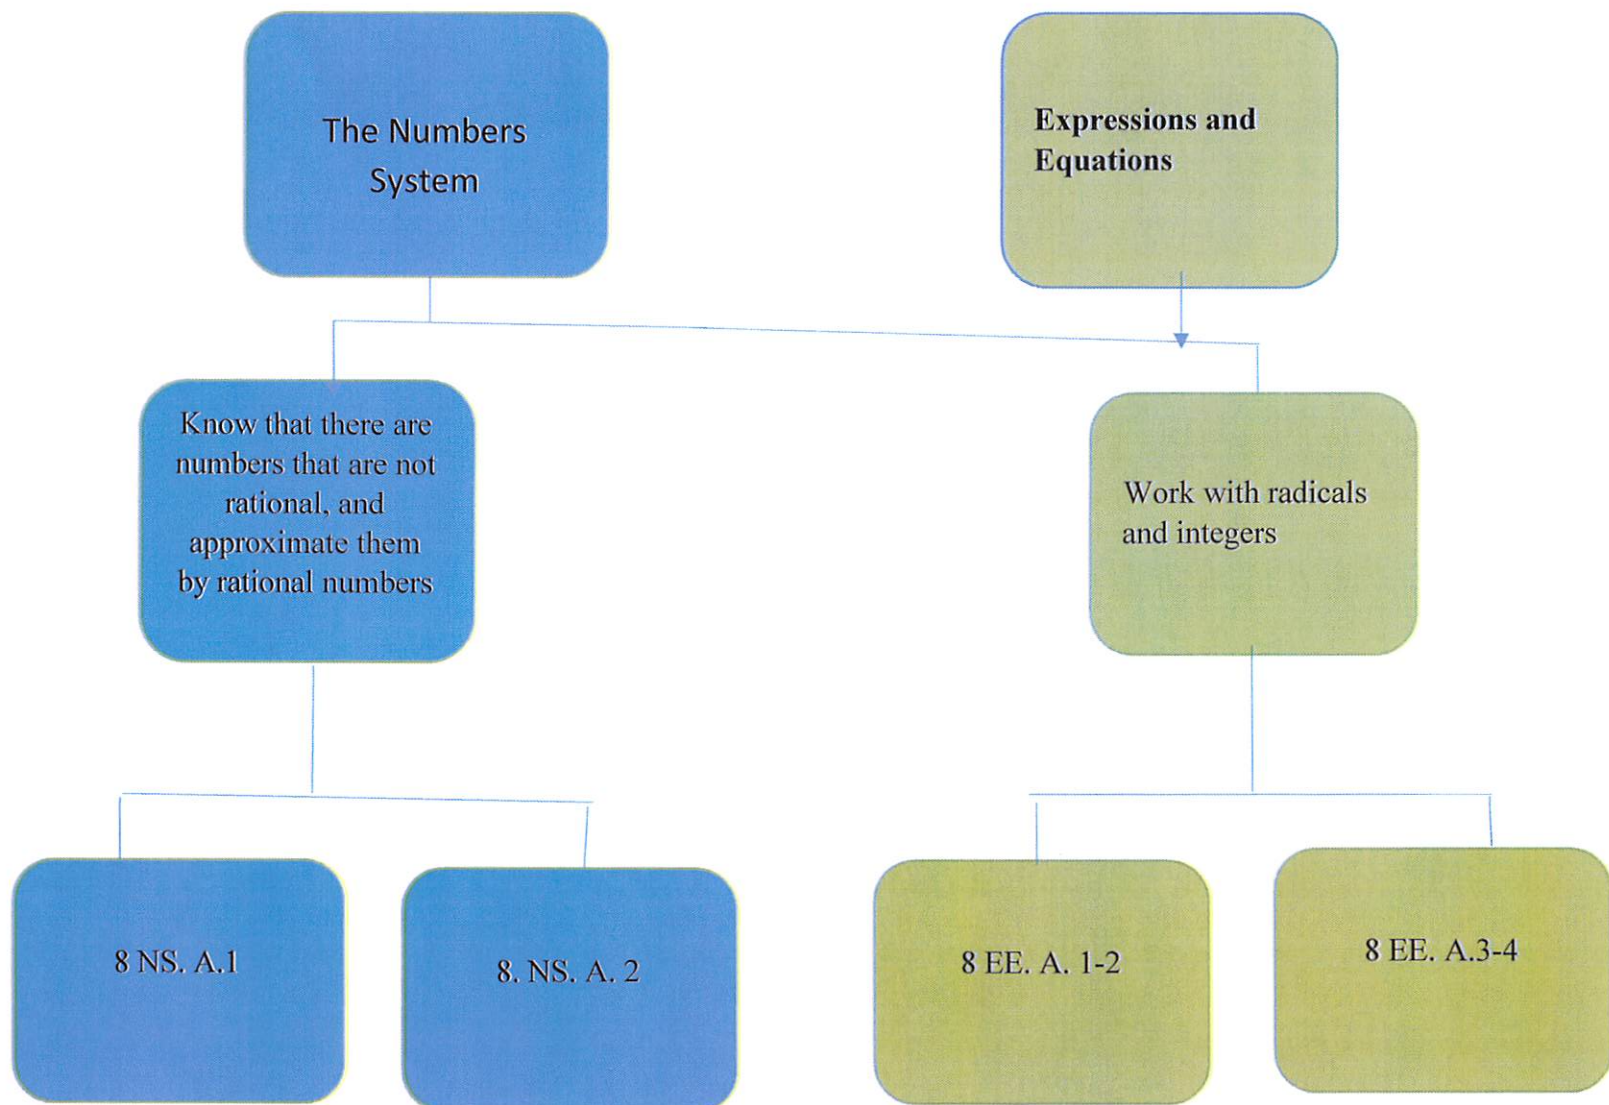 The Numbers
System
Expressions and
Equations
Know that there are
numbers that are not
rational, and
approximate them
by rational numbers
Work with radicals
and integers
8 NS. A.1
8. NS. A. 2
8 EE. A. 1-2
8 EE. A.3-4